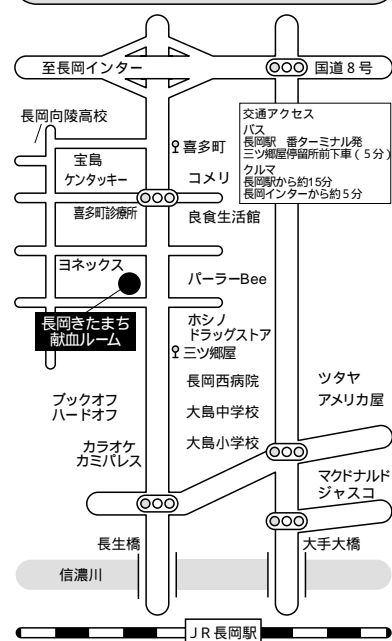 至長岡インター
国道8号
長岡向陵高校
交通アクセス
バス
長岡駅 番ターミナル発
三ツ郷屋停留所前下車(5分)
クルマ
長岡駅から約15分
長岡インターから約5分
喜多町
宝島
ケンタッキー
コメリ
喜多町診療所
良食生活館
ヨネックス
パーラーBee
長岡きたまち
献血ルーム
ホシノ
ドラッグストア
三ツ郷屋
長岡西病院
ツタヤ
ブックオフ
ハードオフ
大島中学校
アメリカ屋
カラオケ
カミパレス
大島小学校
マクドナルド
ジャスコ
長生橋
大手大橋
信濃川
JR長岡駅